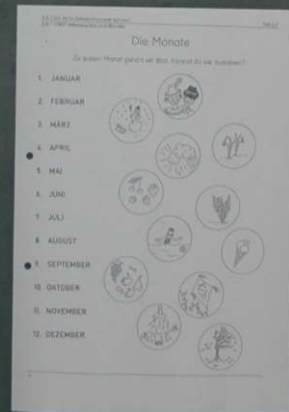 Die Monate
Zu jedem Monat gehört ein Bild. Kannst du sie zuordnen?
1. JANUAR
2. FEBRUAR
3. MÄRZ
4. APRIL
5. MAI
6. JUNI
7. JULI
8. AUGUST
9. SEPTEMBER
10. OKTOBER
11. NOVEMBER
12. DEZEMBER